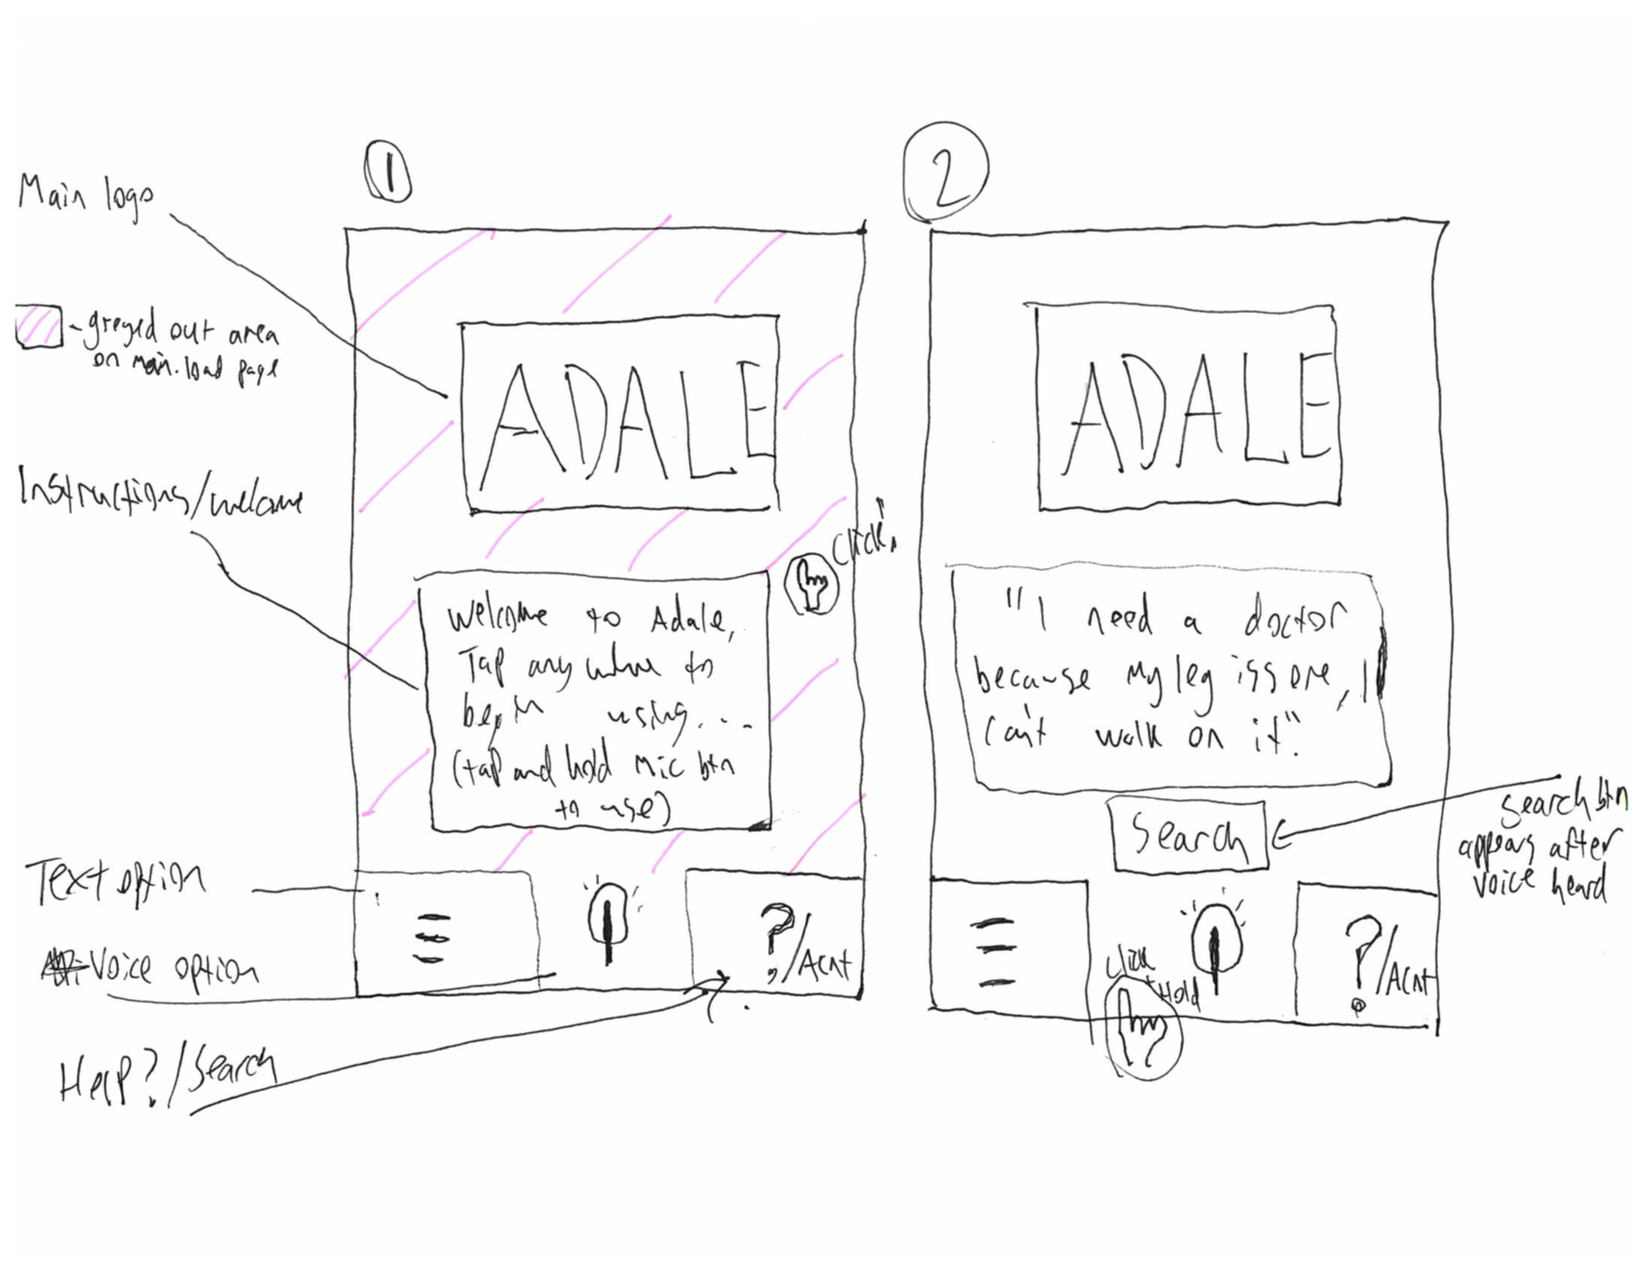 1
2
Main logo
- greyed out area
on main load page
ADALE
ADALE
Instructions/welcome
"Click"
Welcome to Adale,
Tap anywhere to
begin using....
(tap and hold mic btn
to use)
"I need a doctor
because my leg is sore, I
can't walk on it".
Search
Search btn
appears after
voice heard
Text option
Voice option
Help?/Search
?/Acnt
Click
+ Hold
?/Acnt